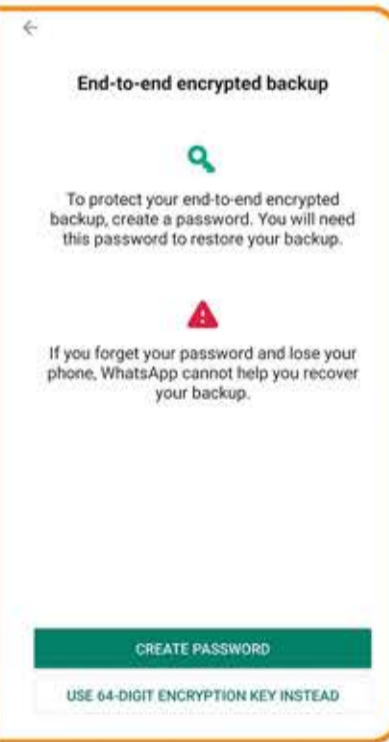 End-to-end encrypted backup
To protect your end-to-end encrypted
backup, create a password. You will need
this password to restore your backup.
If you forget your password and lose your
phone, WhatsApp cannot help you recover
your backup.
CREATE PASSWORD
USE 64-DIGIT ENCRYPTION KEY INSTEAD